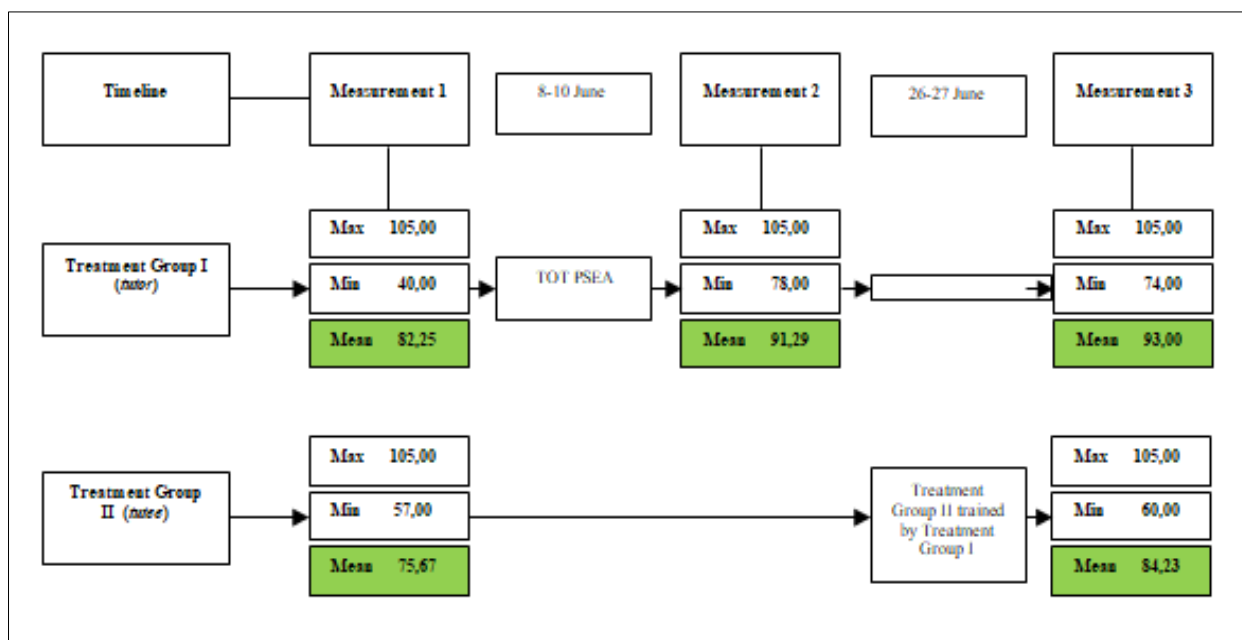 Timeline
Measurement 1
8-10 June
Measurement 2
26-27 June
Measurement 3
Treatment Group I
(tutor)
Max 105,00
Min 40,00
Mean 82,25
TOT PSEA
Max 105,00
Min 78,00
Mean 91,29
Max 105,00
Min 74,00
Mean 93,00
Treatment Group
II (tutee)
Max 105,00
Min 57,00
Mean 75,67
Treatment
Group II trained
by Treatment
Group I
Max 105,00
Min 60,00
Mean 84,23